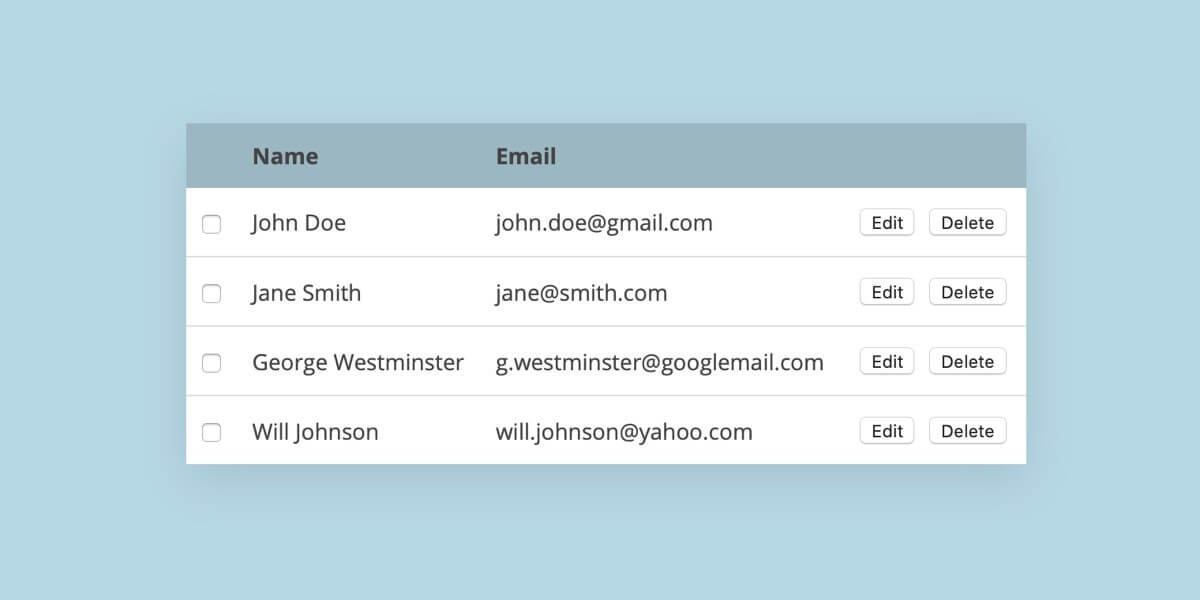 Name Email
John Doe john.doe@gmail.com Edit Delete
Jane Smith jane@smith.com Edit Delete
George Westminster g.westminster@googlemail.com Edit Delete
Will Johnson will.johnson@yahoo.com Edit Delete